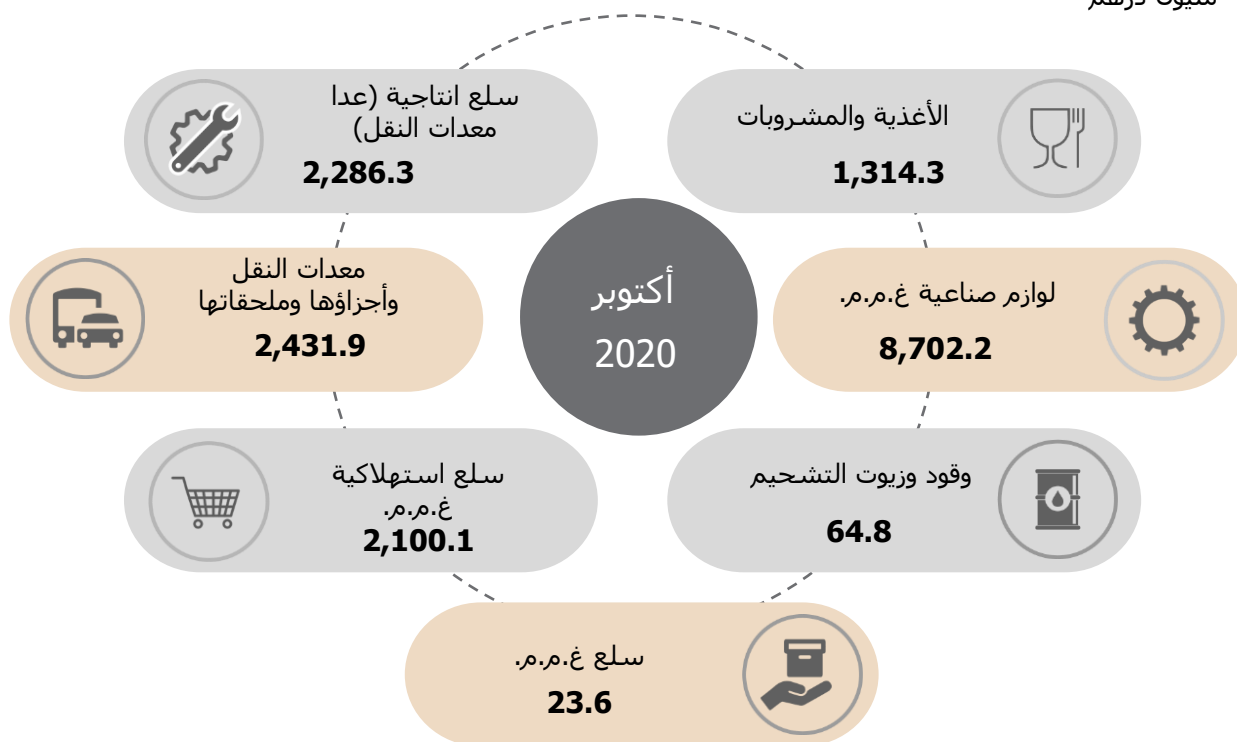 مليون درهم
الأغذية والمشروبات
1,314.3
سلع انتاجية (عدا
معدات النقل)
2,286.3
لوازم صناعية غ.م.م.
8,702.2
أكتوبر
2020
معدات النقل
وأجزاؤها وملحقاتها
2,431.9
وقود وزيوت التشحيم
64.8
سلع استهلاكية
غ.م.م.
2,100.1
سلع غ.م.م.
23.6